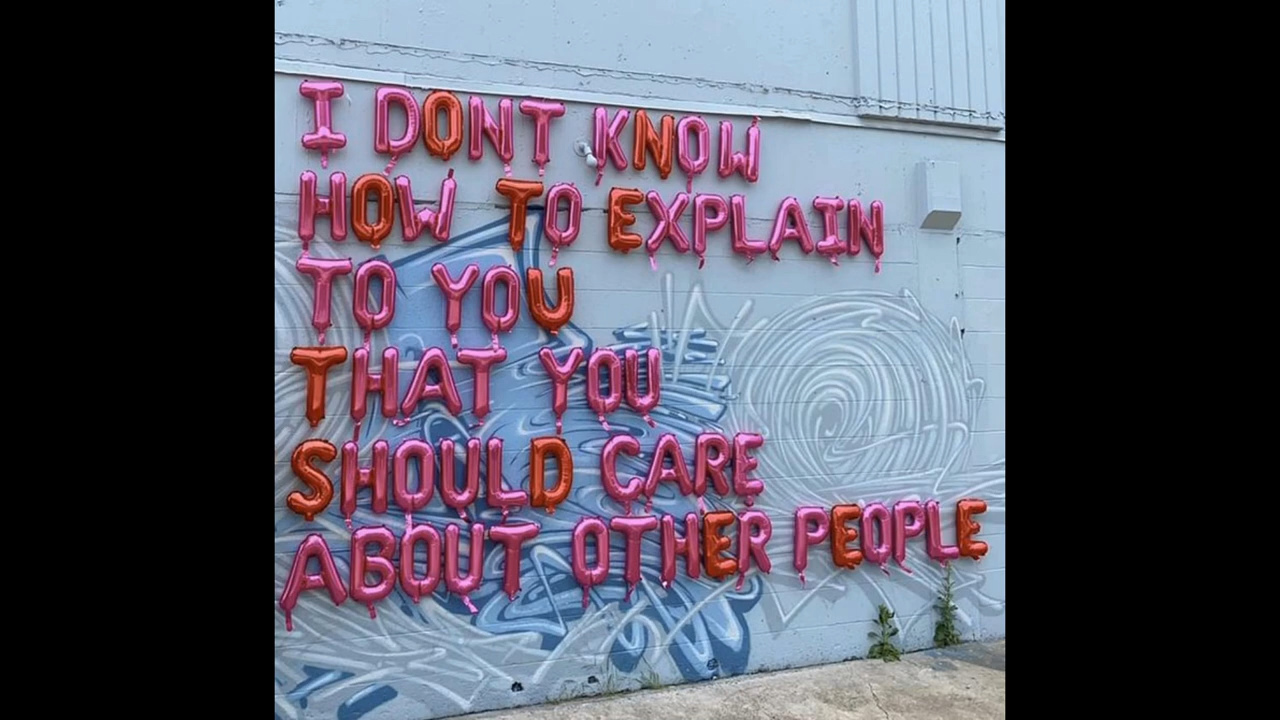 I DONT KNOW
HOW TO EXPLAIN
TO YOU
THAT YOU
SHOULD CARE
ABOUT OTHER PEOPLE